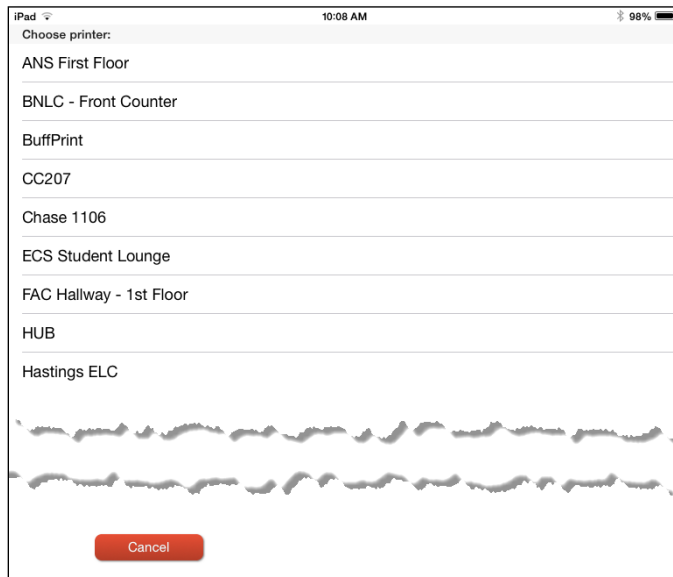 iPad 10:08 AM 98%
Choose printer:
ANS First Floor
BNLC - Front Counter
BuffPrint
CC207
Chase 1106
ECS Student Lounge
FAC Hallway - 1st Floor
HUB
Hastings ELC
Cancel